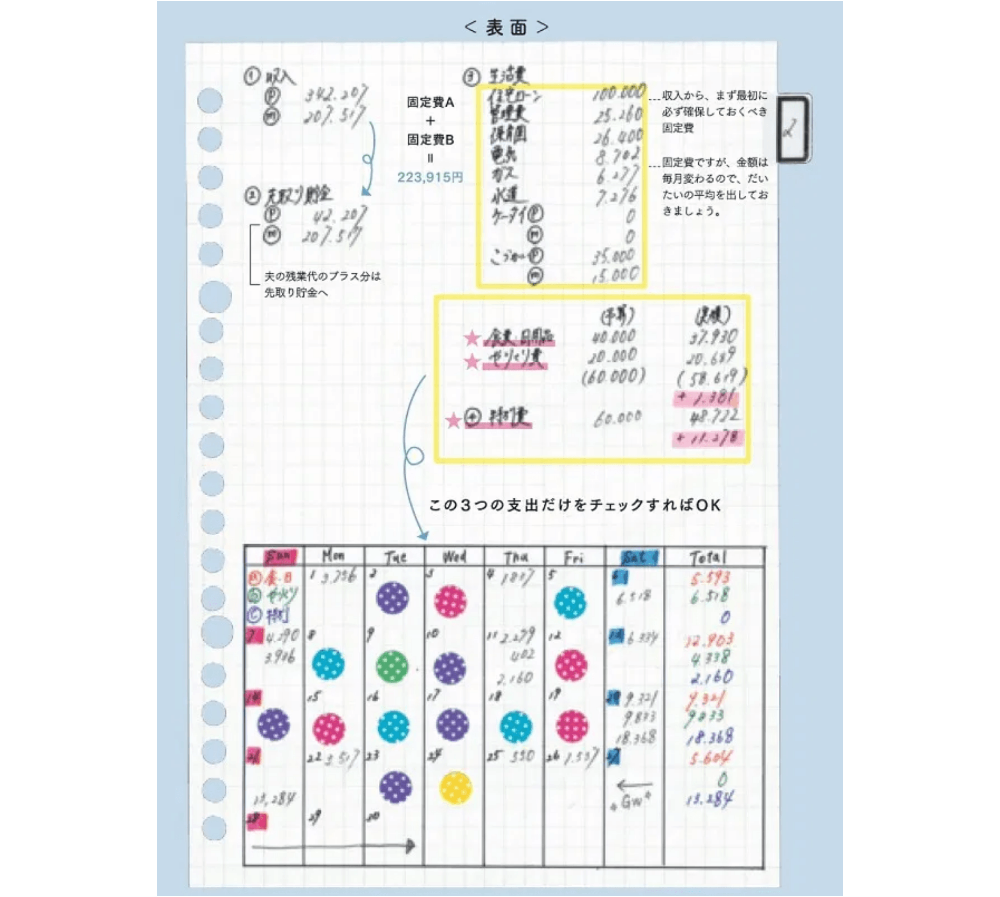 ＜表面＞
① 収入
Ⓟ 342.207
ⓜ 207.517
② 先取り貯金
Ⓟ 42.207
ⓜ 207.517
夫の残業代のプラス分は
先取り貯金へ
固定費A
＋
固定費B
＝
223,915円
③ 生活費
住宅ローン 100.000
管理費 25.260
保育園 26.400
電気 8.702
ガス 6.277
水道 7.276
ケータイⓅ 0
ⓜ 0
こづかいⓅ 35.000
ⓜ 15.000
収入から、まず最初に
必ず確保しておくべき
固定費
固定費ですが、金額は
毎月変わるので、だい
たいの平均を出してお
きましょう。
2
(予算) (実績)
★ 食費・日用品 40.000 37.930
★ やりくり費 20.000 20.689
(60.000) (58.619)
+ 1.381
★ ④ 特別費 60.000 48.722
+ 11.278
この3つの支出だけをチェックすればOK
Sun Mon Tue Wed Thu Fri Sat Total
Ⓐ食・日 1 3.756 2 3 4 1837 5 6 5.593
Ⓑやりくり 6.518 6.518
Ⓒ特別 0
7 4.290 8 9 10 11 2.279 12 13 6.334 12.903
3.936 402 4.338
2.160 2.160
14 15 16 17 18 19 20 9.321 9.321
9.833 9833
18.368 18.368
21 22 3.517 23 24 25 550 26 1.537 27 5.604
0
13,284 *GW* 13.284
28 29 30